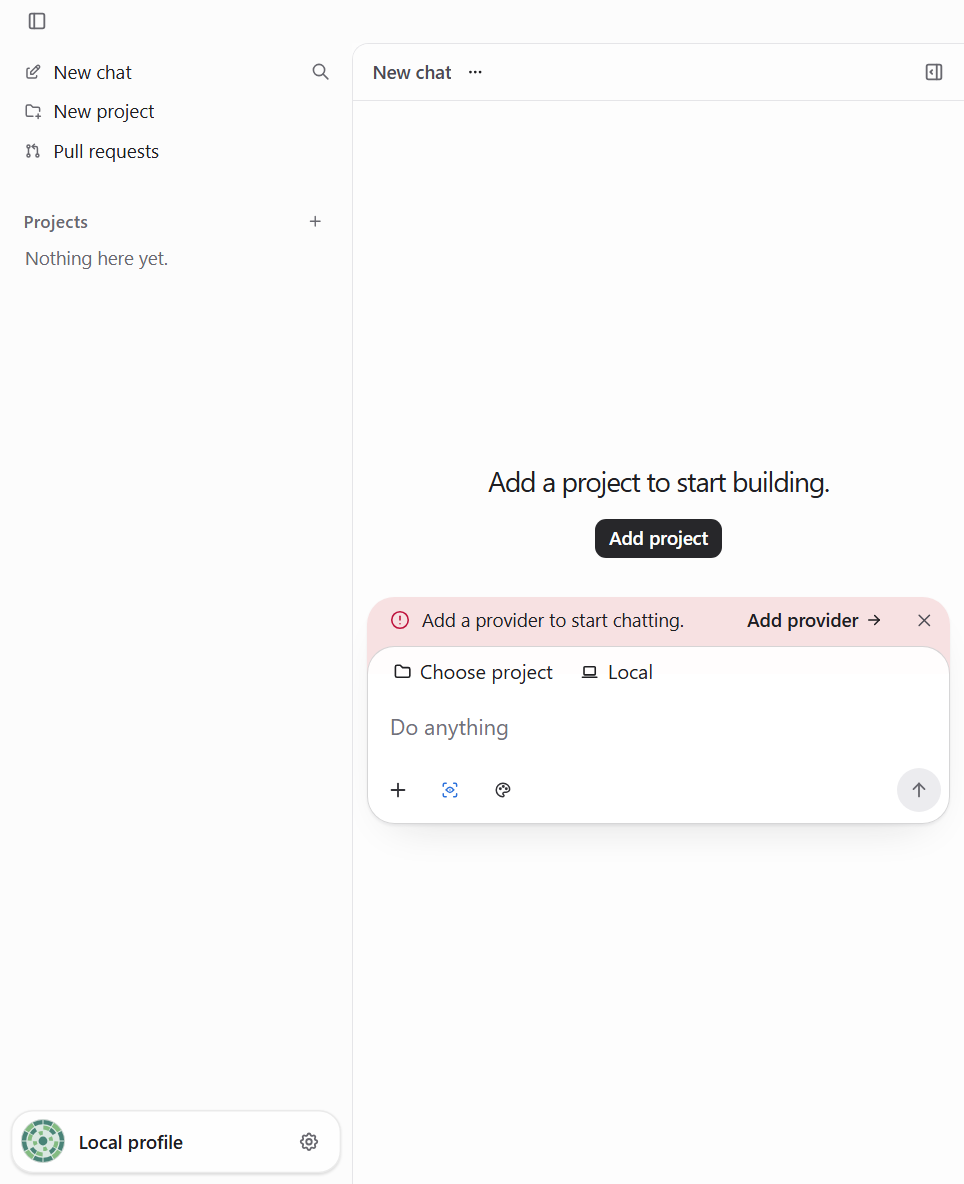 New chat
New project
Pull requests
Projects
Nothing here yet.
Local profile
New chat
Add a project to start building.
Add project
Add a provider to start chatting.
Add provider
Choose project
Local
Do anything